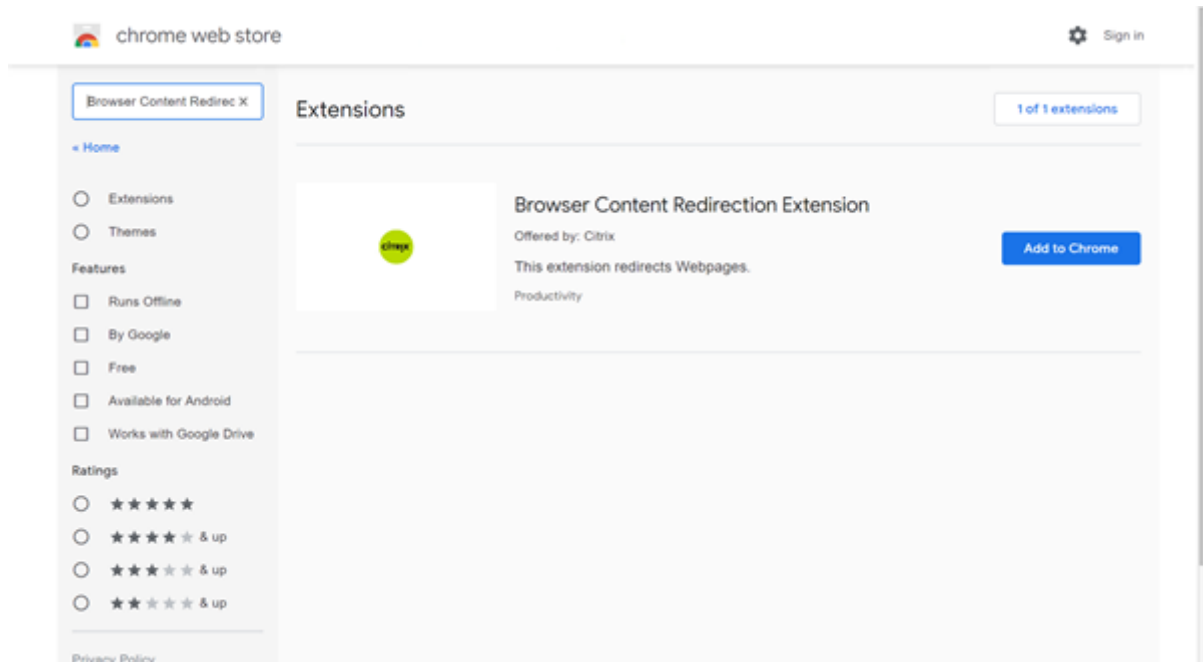 chrome web store
Sign in
Browser Content Redirec
« Home
Extensions
Themes
Features
Runs Offline
By Google
Free
Available for Android
Works with Google Drive
Ratings
& up
& up
& up
Privacy Policy
Extensions
1 of 1 extensions
citrix
Browser Content Redirection Extension
Offered by: Citrix
This extension redirects Webpages.
Productivity
Add to Chrome